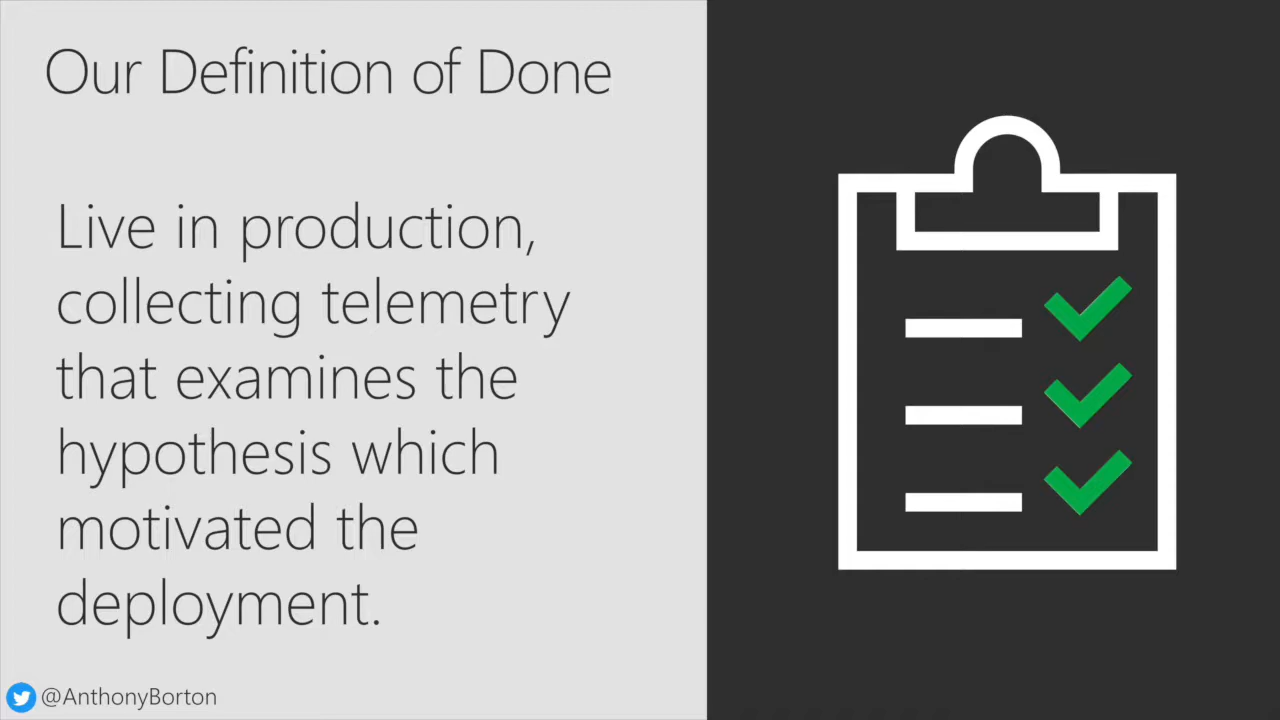 Our Definition of Done
Live in production,
collecting telemetry
that examines the
hypothesis which
motivated the
deployment.
@AnthonyBorton